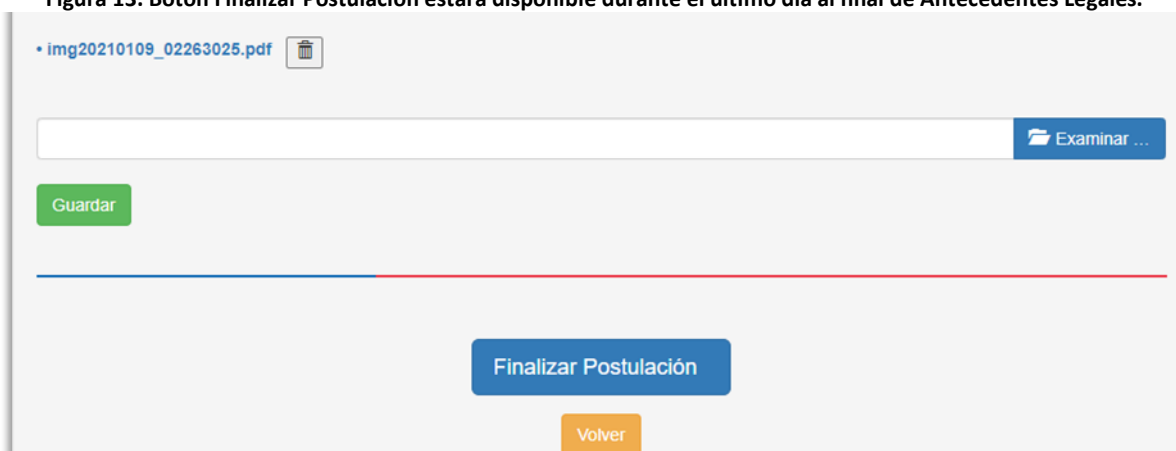 Figura 13. Botón Finalizar Postulación estará disponible durante el último día al final de Antecedentes Legales.
• img20210109_02263025.pdf
Examinar ...
Guardar
Finalizar Postulación
Volver